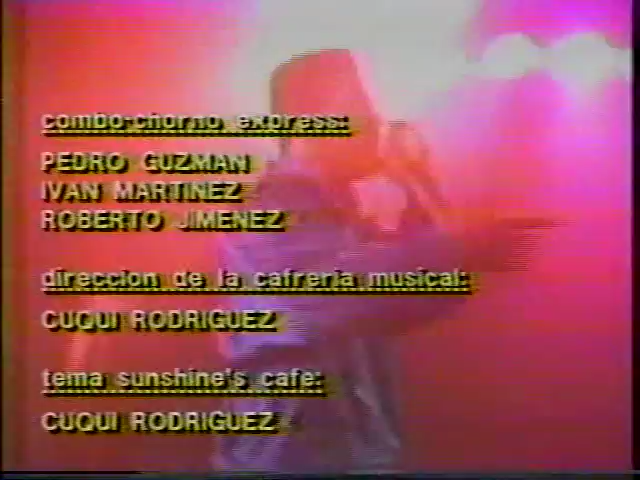 combo-chorno express:
PEDRO GUZMAN
IVAN MARTINEZ
ROBERTO JIMENEZ
direccion de la cafreria musical:
CUQUI RODRIGUEZ
tema sunshine's cafe:
CUQUI RODRIGUEZ